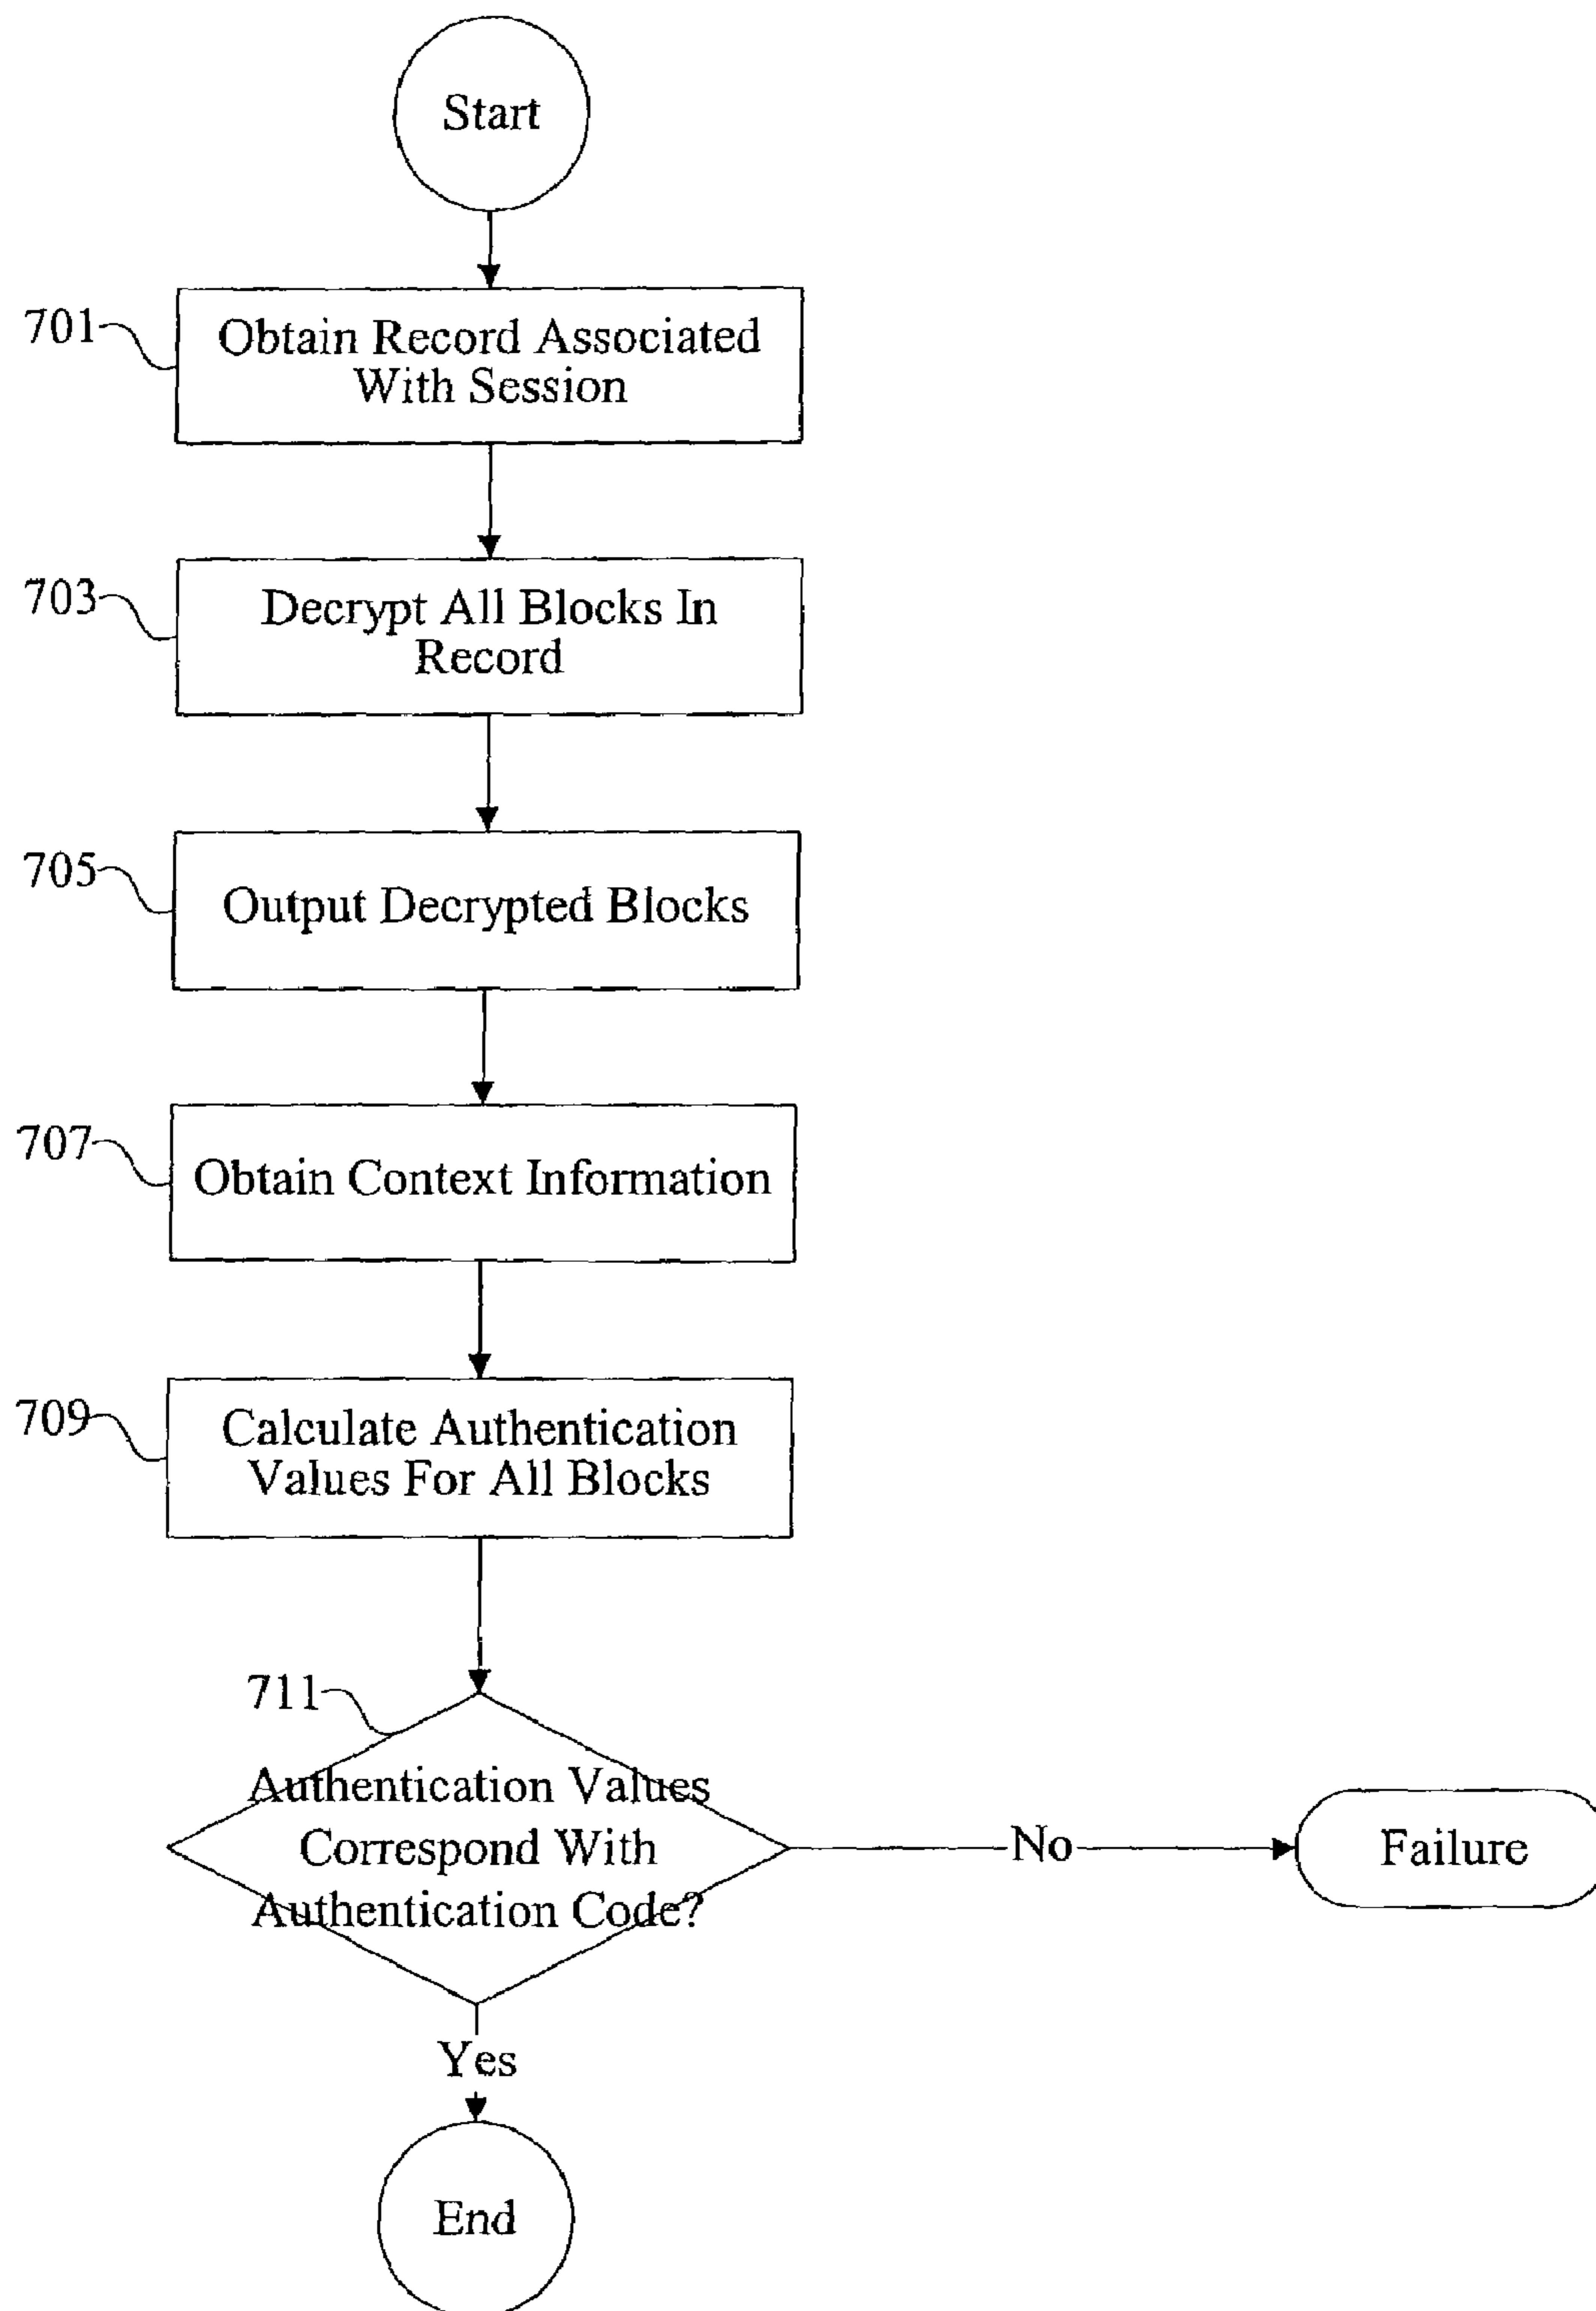 Start
701
Obtain Record Associated
With Session
703
Decrypt All Blocks In
Record
705
Output Decrypted Blocks
707
Obtain Context Information
709
Calculate Authentication
Values For All Blocks
711
Authentication Values
Correspond With
Authentication Code?
No
Failure
Yes
End